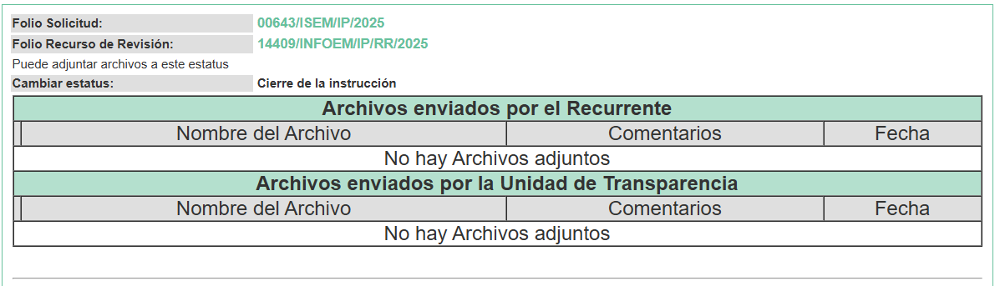 Folio Solicitud: 00643/ISEM/IP/2025
Folio Recurso de Revisión: 14409/INFOEM/IP/RR/2025
Puede adjuntar archivos a este estatus
Cambiar estatus: Cierre de la instrucción
Archivos enviados por el Recurrente
Nombre del Archivo Comentarios Fecha
No hay Archivos adjuntos
Archivos enviados por la Unidad de Transparencia
Nombre del Archivo Comentarios Fecha
No hay Archivos adjuntos